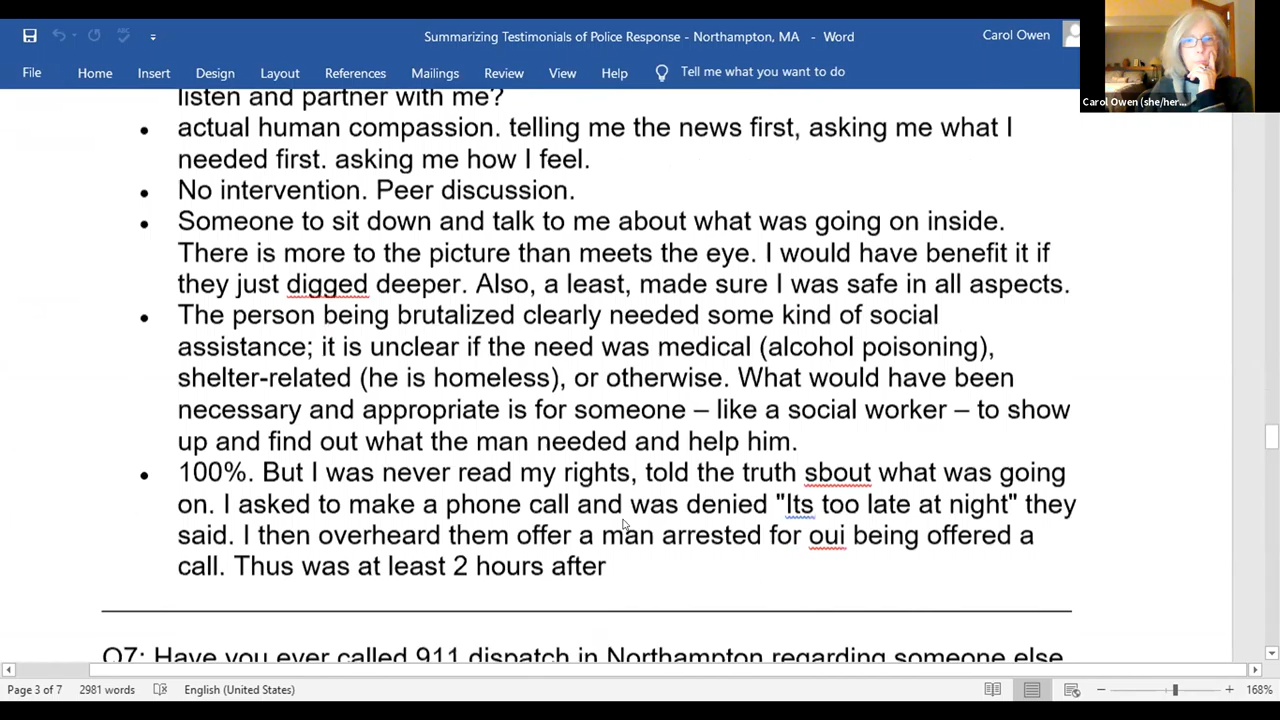 Summarizing Testimonials of Police Response - Northampton, MA - Word
Carol Owen
File Home Insert Design Layout References Mailings Review View Help Tell me what you want to do
Carol Owen (she/her...
listen and partner with me?
• actual human compassion. telling me the news first, asking me what I
needed first. asking me how I feel.
• No intervention. Peer discussion.
• Someone to sit down and talk to me about what was going on inside.
There is more to the picture than meets the eye. I would have benefit it if
they just digged deeper. Also, a least, made sure I was safe in all aspects.
• The person being brutalized clearly needed some kind of social
assistance; it is unclear if the need was medical (alcohol poisoning),
shelter-related (he is homeless), or otherwise. What would have been
necessary and appropriate is for someone – like a social worker – to show
up and find out what the man needed and help him.
• 100%. But I was never read my rights, told the truth sbout what was going
on. I asked to make a phone call and was denied "Its too late at night" they
said. I then overheard them offer a man arrested for oui being offered a
call. Thus was at least 2 hours after
Q7: Have you ever called 911 dispatch in Northampton regarding someone else
Page 3 of 7 2981 words English (United States) 168%